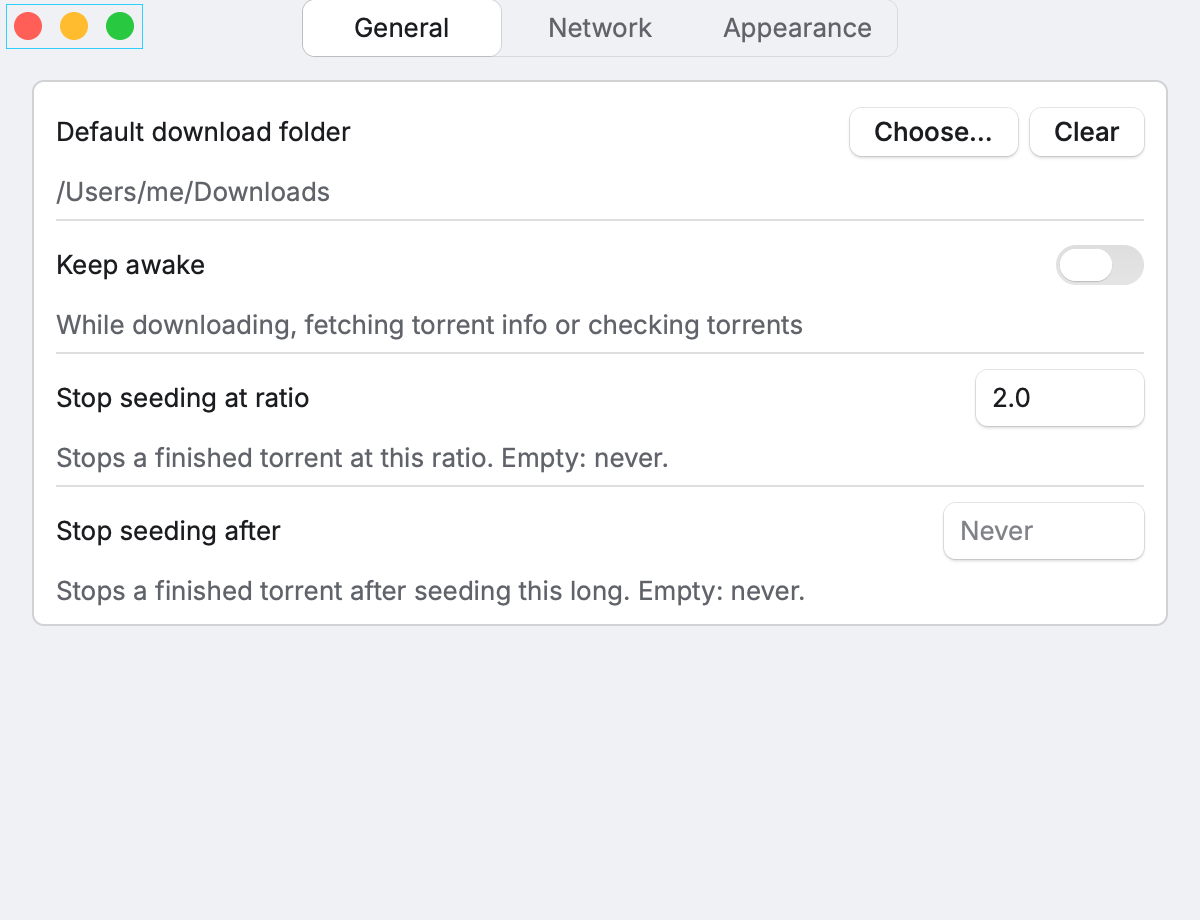 General
Network
Appearance
Default download folder
Choose...
Clear
/Users/me/Downloads
Keep awake
While downloading, fetching torrent info or checking torrents
Stop seeding at ratio
2.0
Stops a finished torrent at this ratio. Empty: never.
Stop seeding after
Never
Stops a finished torrent after seeding this long. Empty: never.